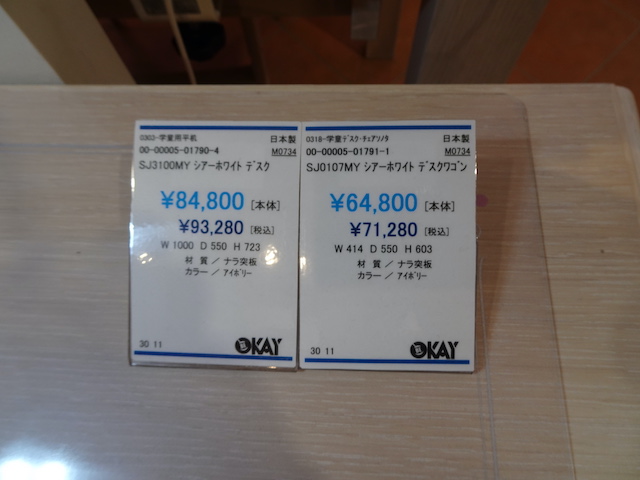 0303-学童用平机 日本製
00-00005-01790-4 M0734
SJ3100MY シアーホワイト デスク
¥84,800 [本体]
¥93,280 [税込]
W 1000 D 550 H 723
材 質 / ナラ突板
カラー / アイボリー
30 11
OKAY
0318-学童デスク・チェアソノタ 日本製
00-00005-01791-1 M0734
SJ0107MY シアーホワイト デスクワゴン
¥64,800 [本体]
¥71,280 [税込]
W 414 D 550 H 603
材 質 / ナラ突板
カラー / アイボリー
30 11
OKAY